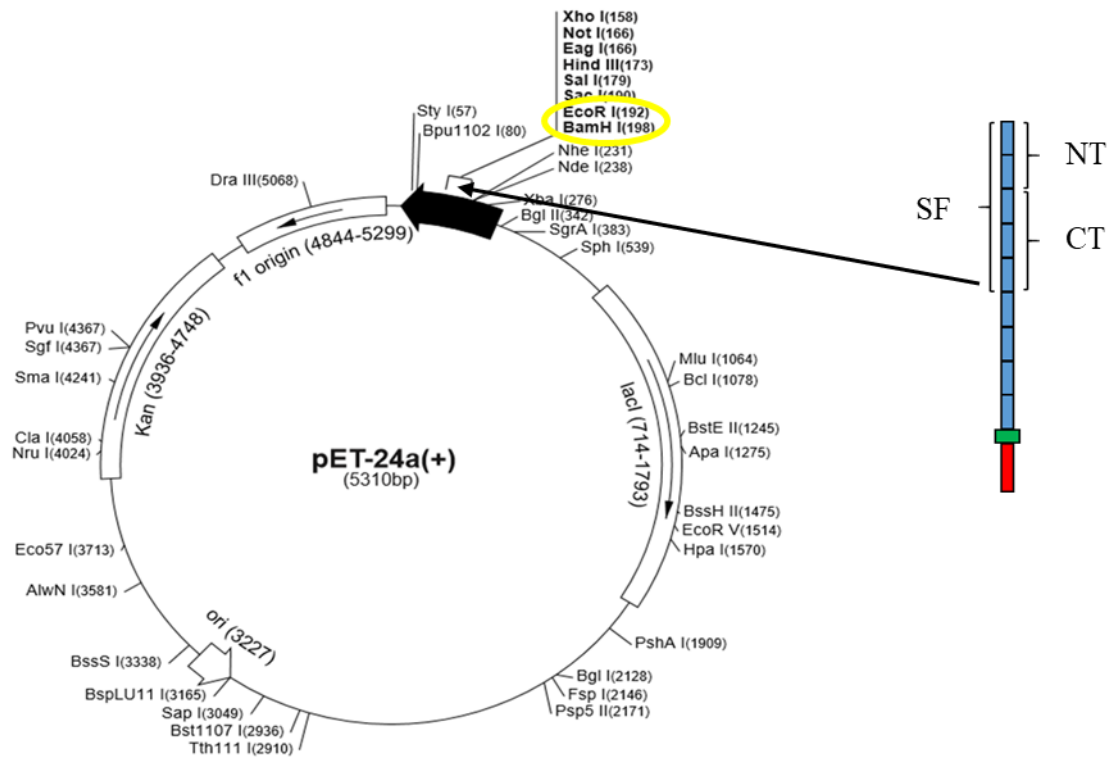 Xho I(158)
Not I(166)
Eag I(166)
Hind III(173)
Sal I(179)
Sac I(190)
EcoR I(192)
BamH I(198)
Nhe I(231)
Nde I(238)
Xba I(276)
Bgl II(342)
SgrA I(383)
Sph I(539)
Sty I(57)
Bpu1102 I(80)
Dra III(5068)
f1 origin (4844-5299)
Pvu I(4367)
Sgf I(4367)
Sma I(4241)
Kan (3936-4748)
Cla I(4058)
Nru I(4024)
pET-24a(+)
(5310bp)
lacI (714-1793)
Mlu I(1064)
Bcl I(1078)
BstE II(1245)
Apa I(1275)
BssH II(1475)
EcoR V(1514)
Hpa I(1570)
Eco57 I(3713)
AlwN I(3581)
ori (3227)
BssS I(3338)
BspLU11 I(3165)
Sap I(3049)
Bst1107 I(2936)
Tth111 I(2910)
PshA I(1909)
Bgl I(2128)
Fsp I(2146)
Psp5 II(2171)
SF
NT
CT